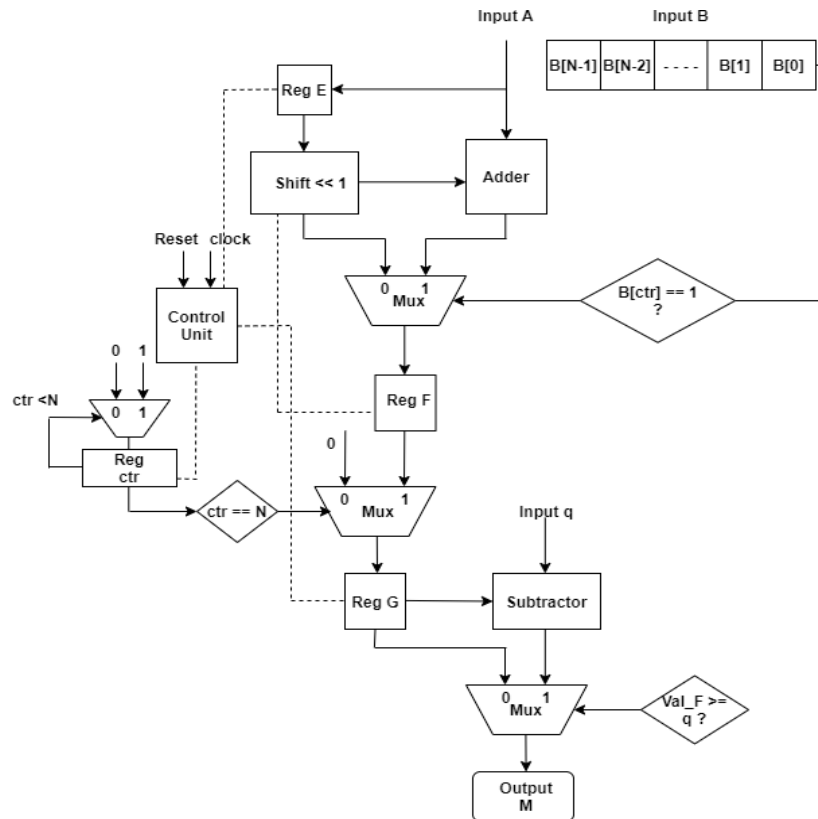 Input A
Input B
B[N-1] B[N-2] - - - - B[1] B[0]
Reg E
Shift << 1
Adder
Reset clock
0 1
Mux
B[ctr] == 1
?
Control
Unit
0 1
ctr <N
0 1
Reg F
Reg
ctr
0
0 1
Mux
ctr == N
Input q
Reg G
Subtractor
0 1
Mux
Val_F >=
q ?
Output
M